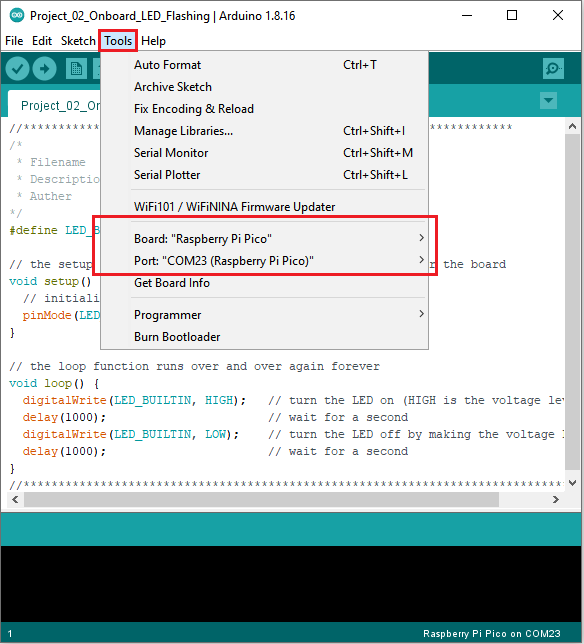 Project_02_Onboard_LED_Flashing | Arduino 1.8.16
File Edit Sketch Tools Help
Auto Format Ctrl+T
Archive Sketch
Fix Encoding & Reload
Manage Libraries... Ctrl+Shift+I
Serial Monitor Ctrl+Shift+M
Serial Plotter Ctrl+Shift+L
WiFi101 / WiFiNINA Firmware Updater
Board: "Raspberry Pi Pico"
Port: "COM23 (Raspberry Pi Pico)"
Get Board Info
Programmer
Burn Bootloader
Project_02_On
//********************************************************************
/*
* Filename
* Description
* Auther
*/
#define LED_B
// the setup r the board
void setup()
// initiali
pinMode(LED
}
// the loop function runs over and over again forever
void loop() {
digitalWrite(LED_BUILTIN, HIGH); // turn the LED on (HIGH is the voltage lev
delay(1000); // wait for a second
digitalWrite(LED_BUILTIN, LOW); // turn the LED off by making the voltage
delay(1000); // wait for a second
}
//***************************************************************************
1 Raspberry Pi Pico on COM23